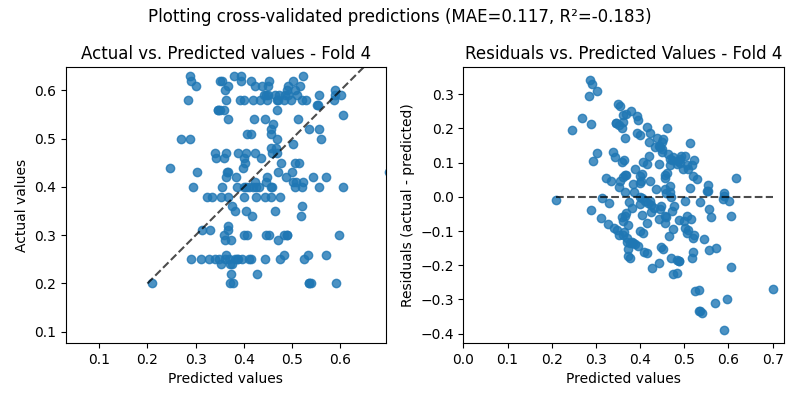 Plotting cross-validated predictions (MAE=0.117, R²=-0.183)
Actual vs. Predicted values - Fold 4
Actual values
0.6
0.5
0.4
0.3
0.2
0.1
0.1 0.2 0.3 0.4 0.5 0.6
Predicted values
Residuals vs. Predicted Values - Fold 4
Residuals (actual - predicted)
0.3
0.2
0.1
0.0
−0.1
−0.2
−0.3
−0.4
0.0 0.1 0.2 0.3 0.4 0.5 0.6 0.7
Predicted values